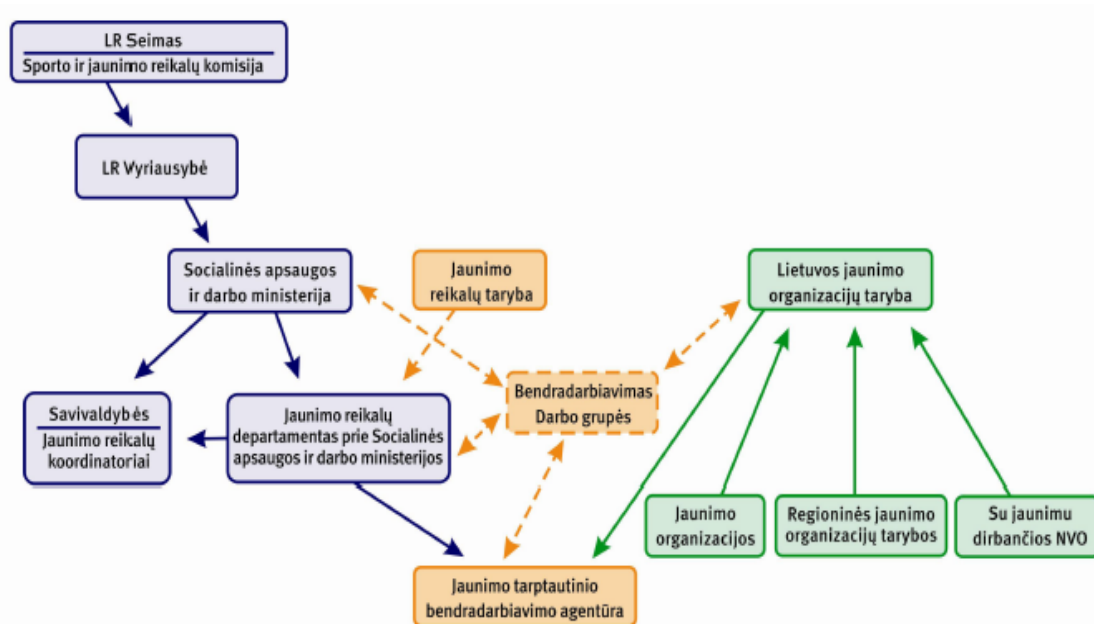 LR Seimas
Sporto ir jaunimo reikalų komisija
LR Vyriausybė
Socialinės apsaugos
ir darbo ministerija
Jaunimo
reikalų taryba
Lietuvos jaunimo
organizacijų taryba
Bendradarbiavimas
Darbo grupės
Savivaldybės
Jaunimo reikalų
koordinatoriai
Jaunimo reikalų
departamentas prie Socialinės
apsaugos ir darbo ministerijos
Jaunimo
organizacijos
Regioninės jaunimo
organizacijų tarybos
Su jaunimu
dirbančios NVO
Jaunimo tarptautinio
bendradarbiavimo agentūra